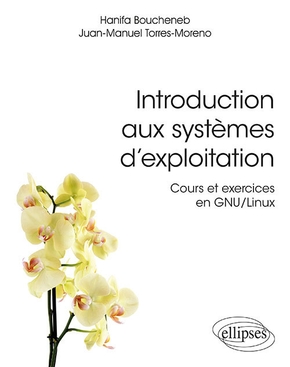 Hanifa Boucheneb
Juan-Manuel Torres-Moreno
Introduction
aux systèmes
d'exploitation
Cours et exercices
en GNU/Linux
ellipses